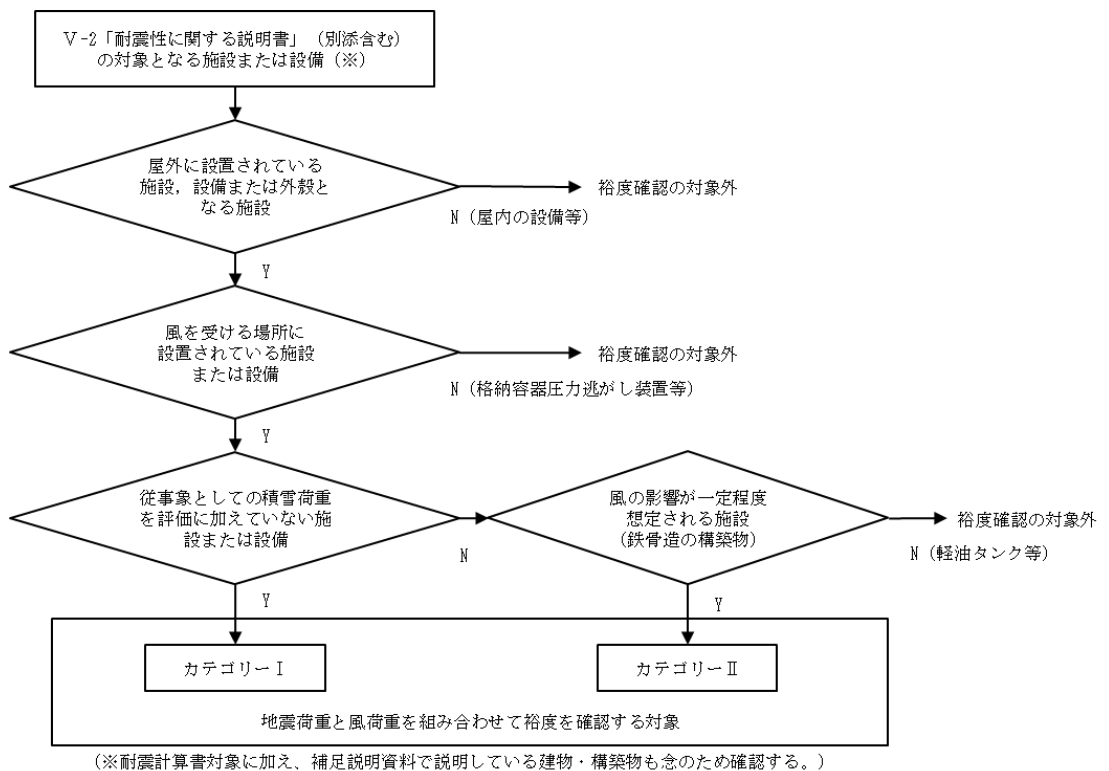 Ⅴ-2「耐震性に関する説明書」（別添含む）
の対象となる施設または設備（※）
屋外に設置されている
施設，設備または外殻と
なる施設
裕度確認の対象外
N（屋内の設備等）
Y
風を受ける場所に
設置されている施設
または設備
裕度確認の対象外
N（格納容器圧力逃がし装置等）
Y
従事象としての積雪荷重
を評価に加えていない施
設または設備
N
風の影響が一定程度
想定される施設
（鉄骨造の構築物）
裕度確認の対象外
N（軽油タンク等）
Y
Y
カテゴリーⅠ
カテゴリーⅡ
地震荷重と風荷重を組み合わせて裕度を確認する対象
（※耐震計算書対象に加え、補足説明資料で説明している建物・構築物も念のため確認する。）